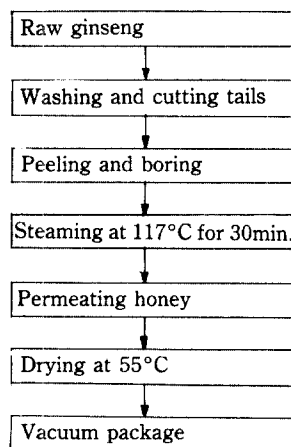 Raw ginseng
Washing and cutting tails
Peeling and boring
Steaming at 117°C for 30min.
Permeating honey
Drying at 55°C
Vacuum package